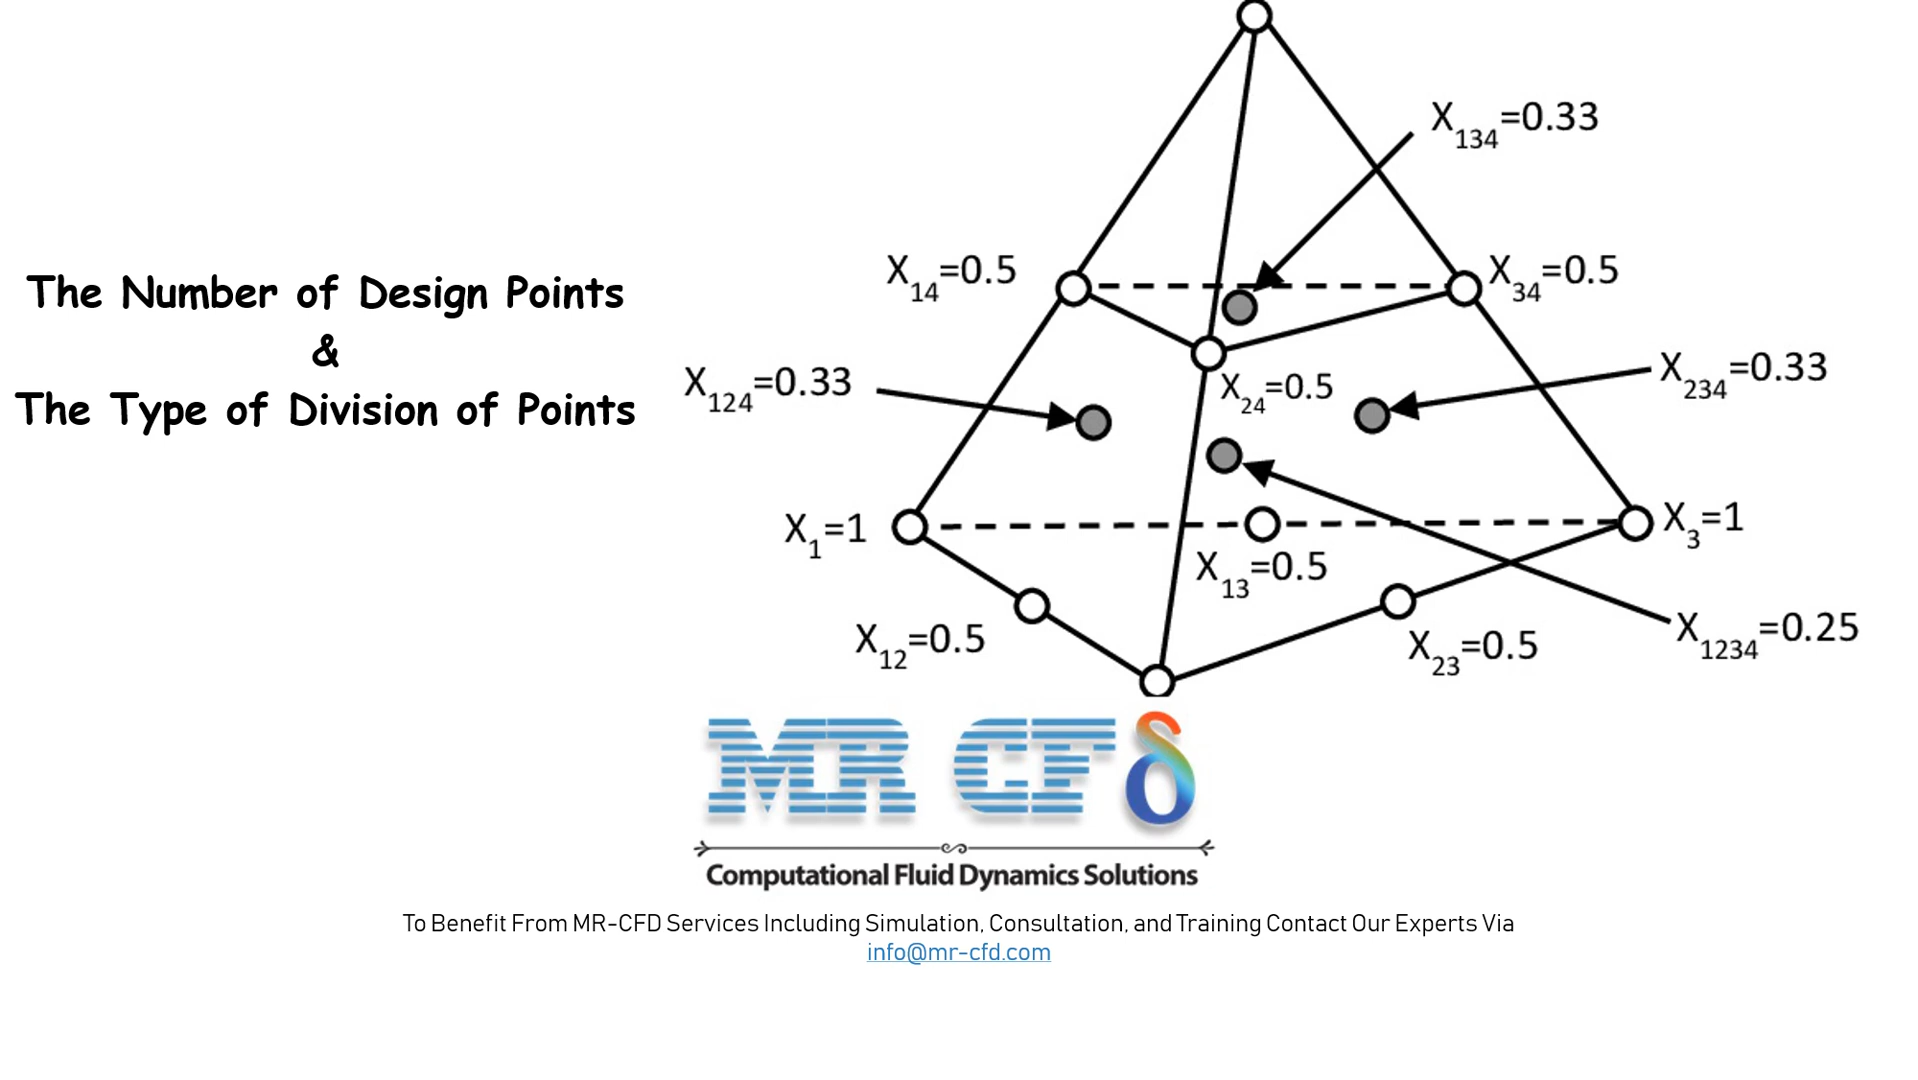 The Number of Design Points
&
The Type of Division of Points
X134=0.33
X14=0.5
X34=0.5
X124=0.33
X24=0.5
X234=0.33
X1=1
X3=1
X13=0.5
X12=0.5
X23=0.5
X1234=0.25
MR CFδ
Computational Fluid Dynamics Solutions
To Benefit From MR-CFD Services Including Simulation, Consultation, and Training Contact Our Experts Via
info@mr-cfd.com